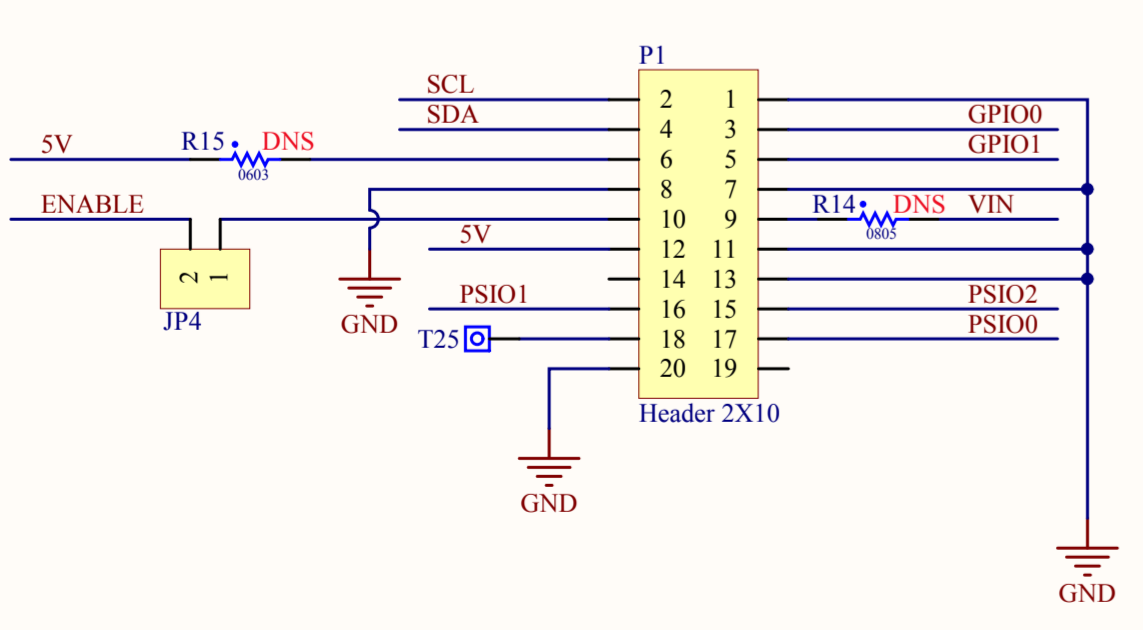 P1
SCL 2 1
SDA 4 3 GPIO0
5V R15 DNS 0603 6 5 GPIO1
8 7
ENABLE 10 9 R14 DNS 0805 VIN
5V 12 11
2 1 14 13
JP4 GND PSIO1 16 15 PSIO2
T25 18 17 PSIO0
20 19
Header 2X10
GND
GND